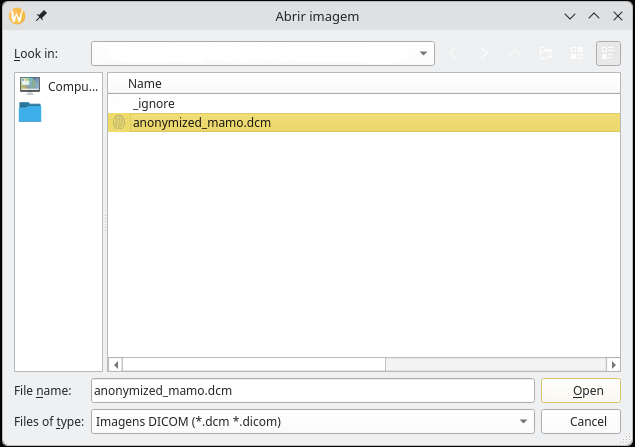 Abrir imagem
Look in:
Compu...
Name
_ignore
anonymized_mamo.dcm
File name: anonymized_mamo.dcm Open
Files of type: Imagens DICOM (*.dcm *.dicom) Cancel